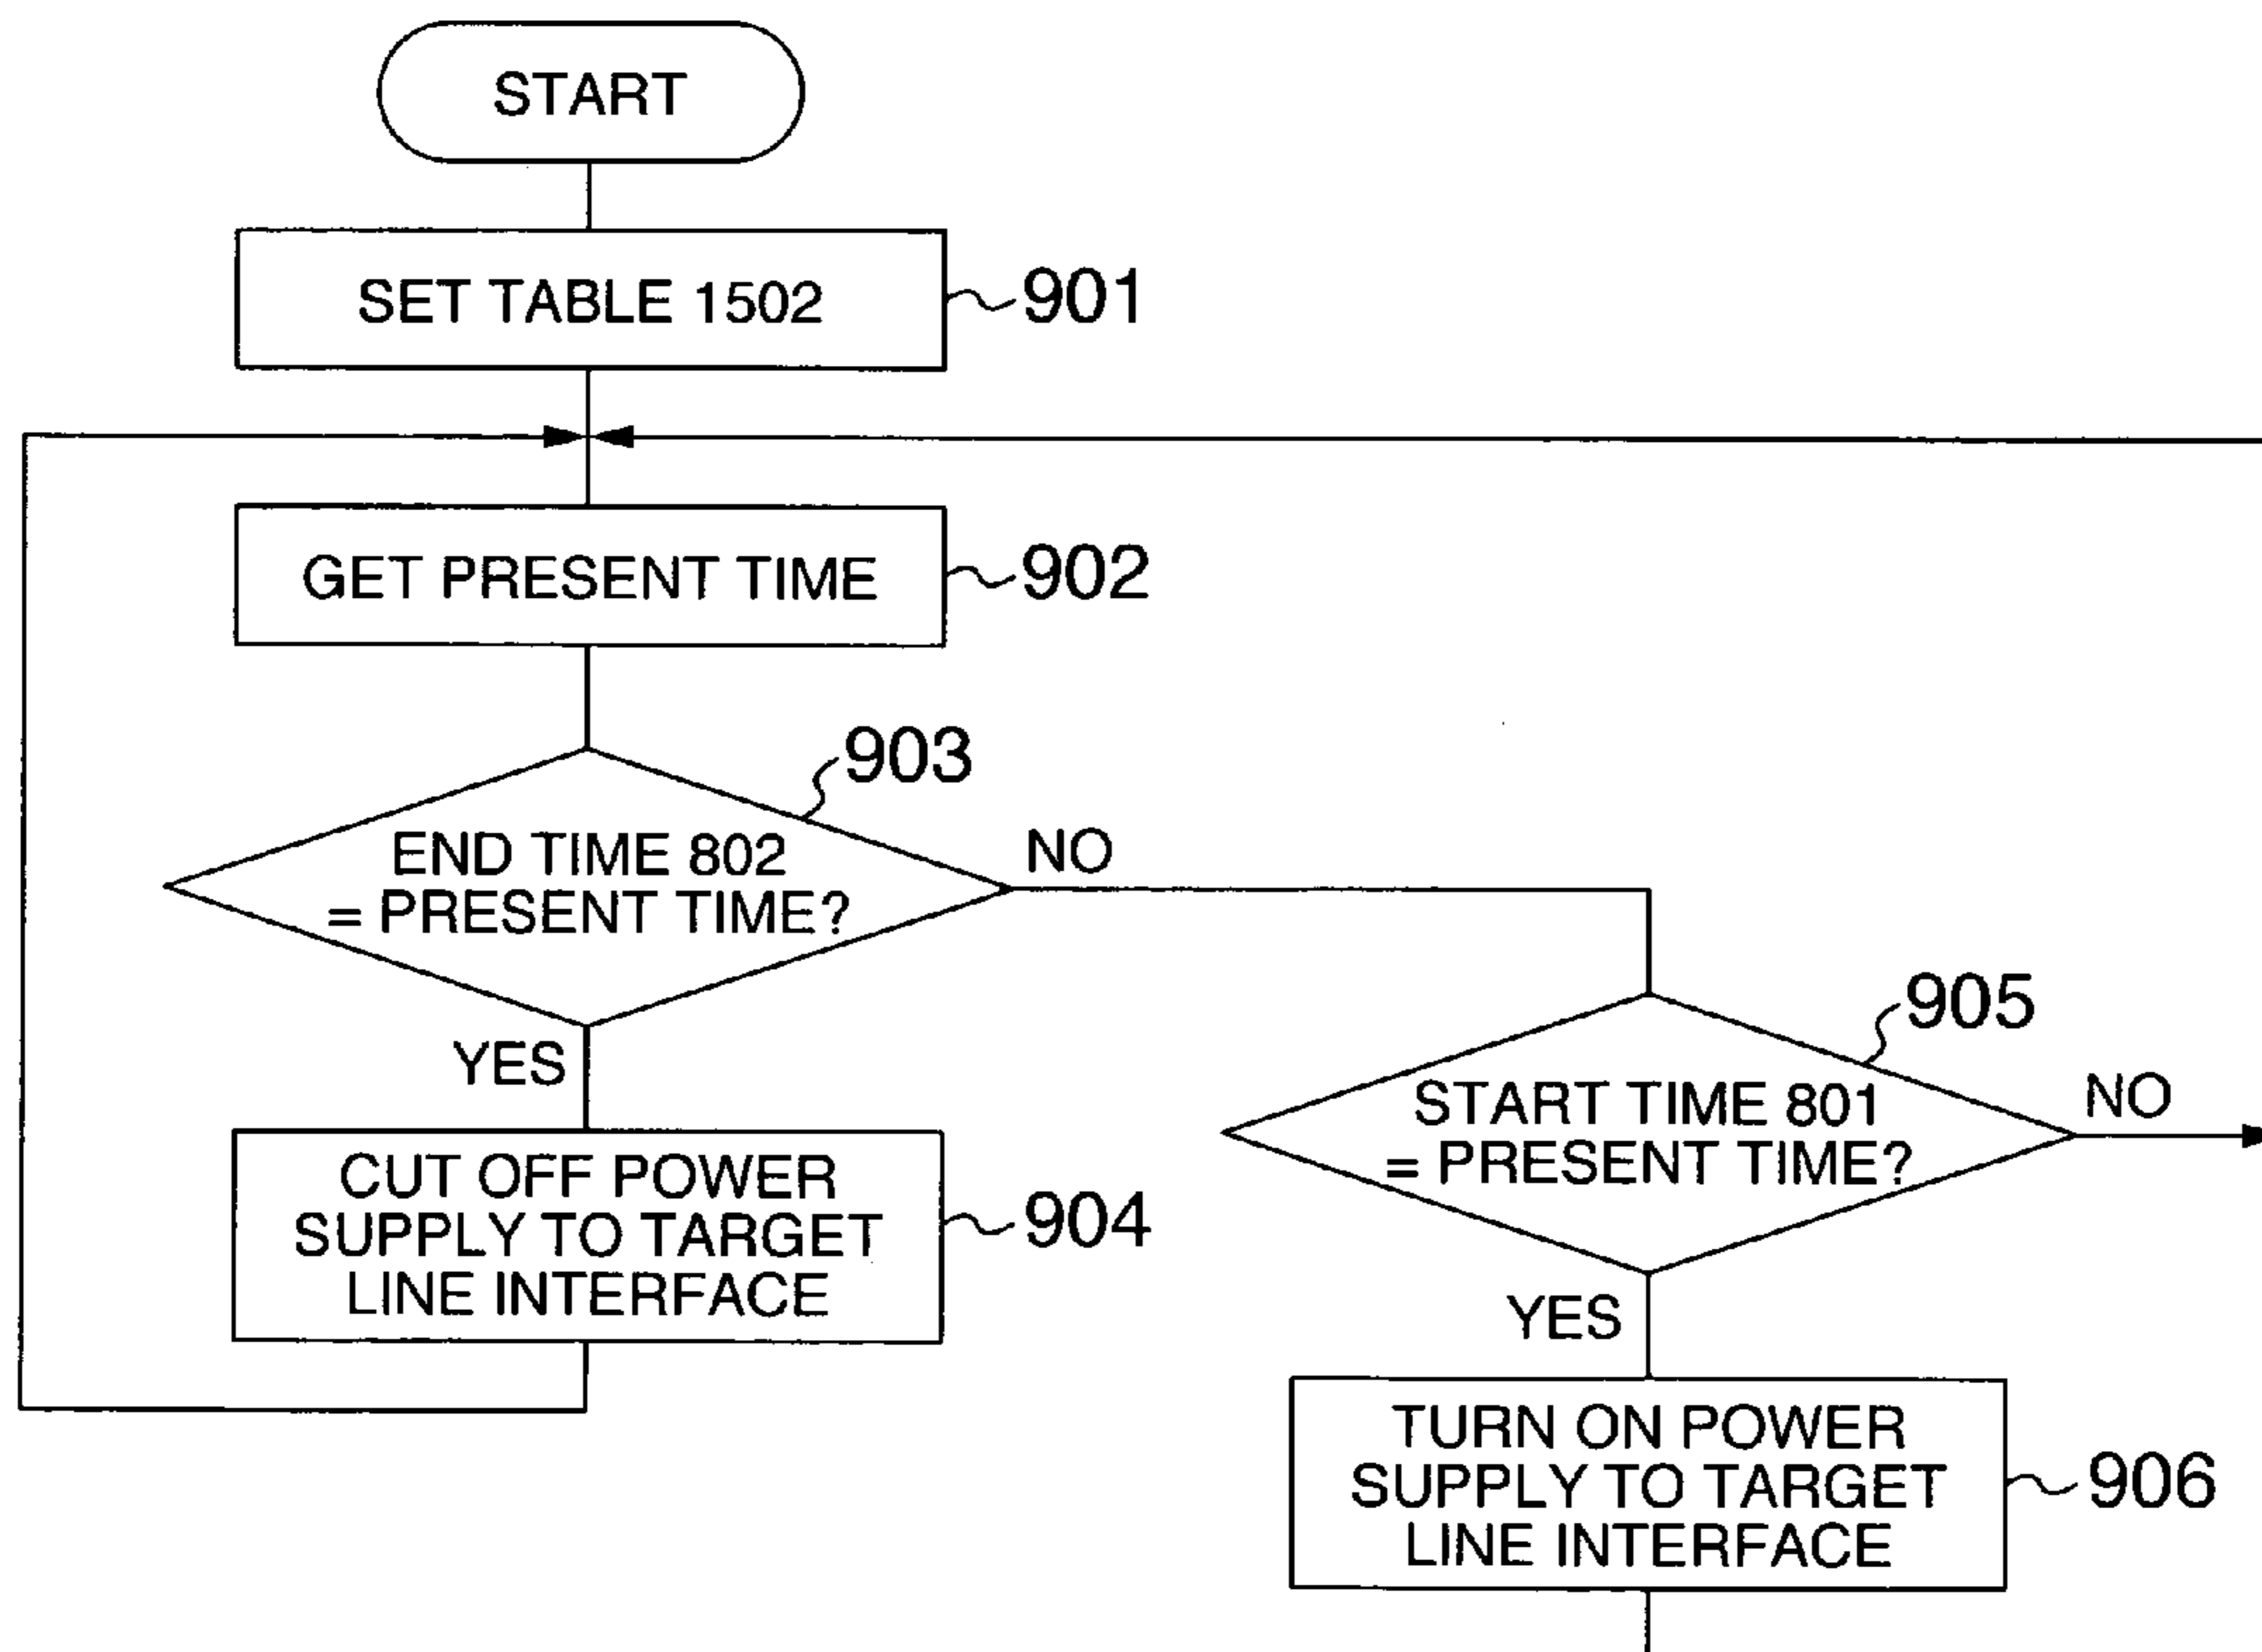 START
SET TABLE 1502
901
GET PRESENT TIME
902
903
END TIME 802
= PRESENT TIME?
NO
YES
CUT OFF POWER
SUPPLY TO TARGET
LINE INTERFACE
904
905
START TIME 801
= PRESENT TIME?
NO
YES
TURN ON POWER
SUPPLY TO TARGET
LINE INTERFACE
906